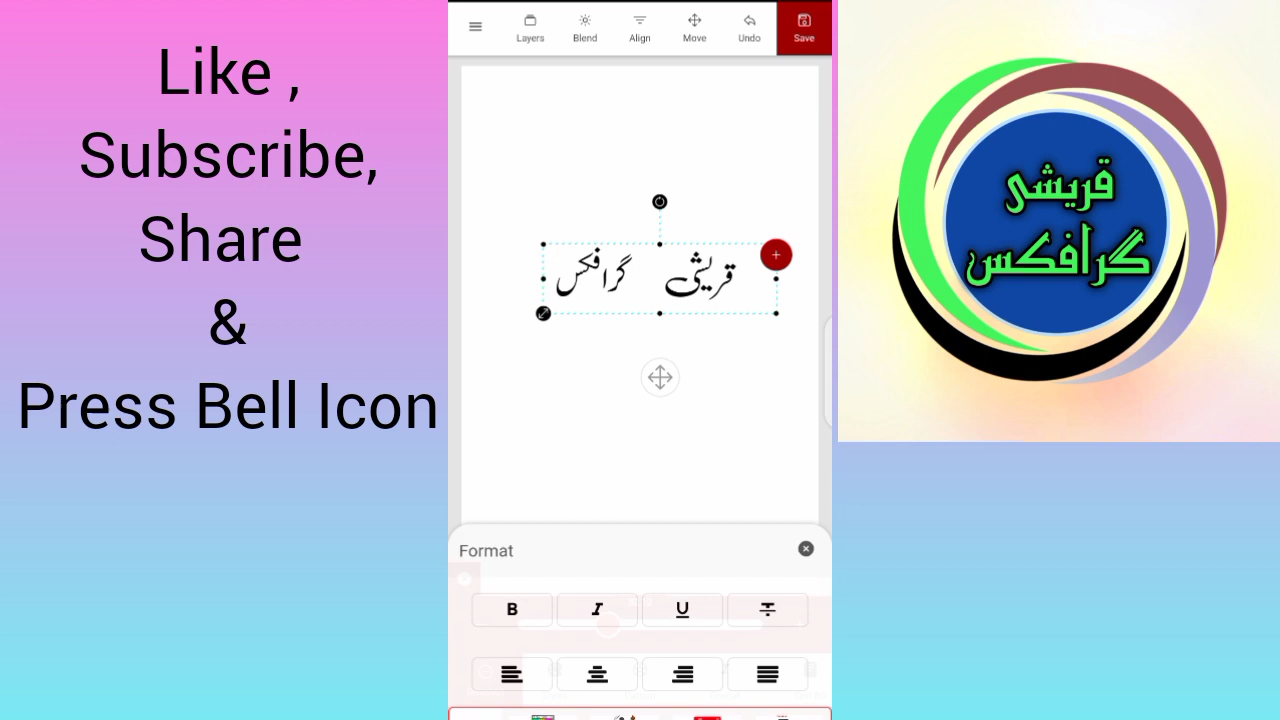 Like ,
Subscribe,
Share
&
Press Bell Icon
Layers
Blend
Align
Move
Undo
Save
قریشی گرافکس
Format
B
I
U
T
قریشی
گرافکس